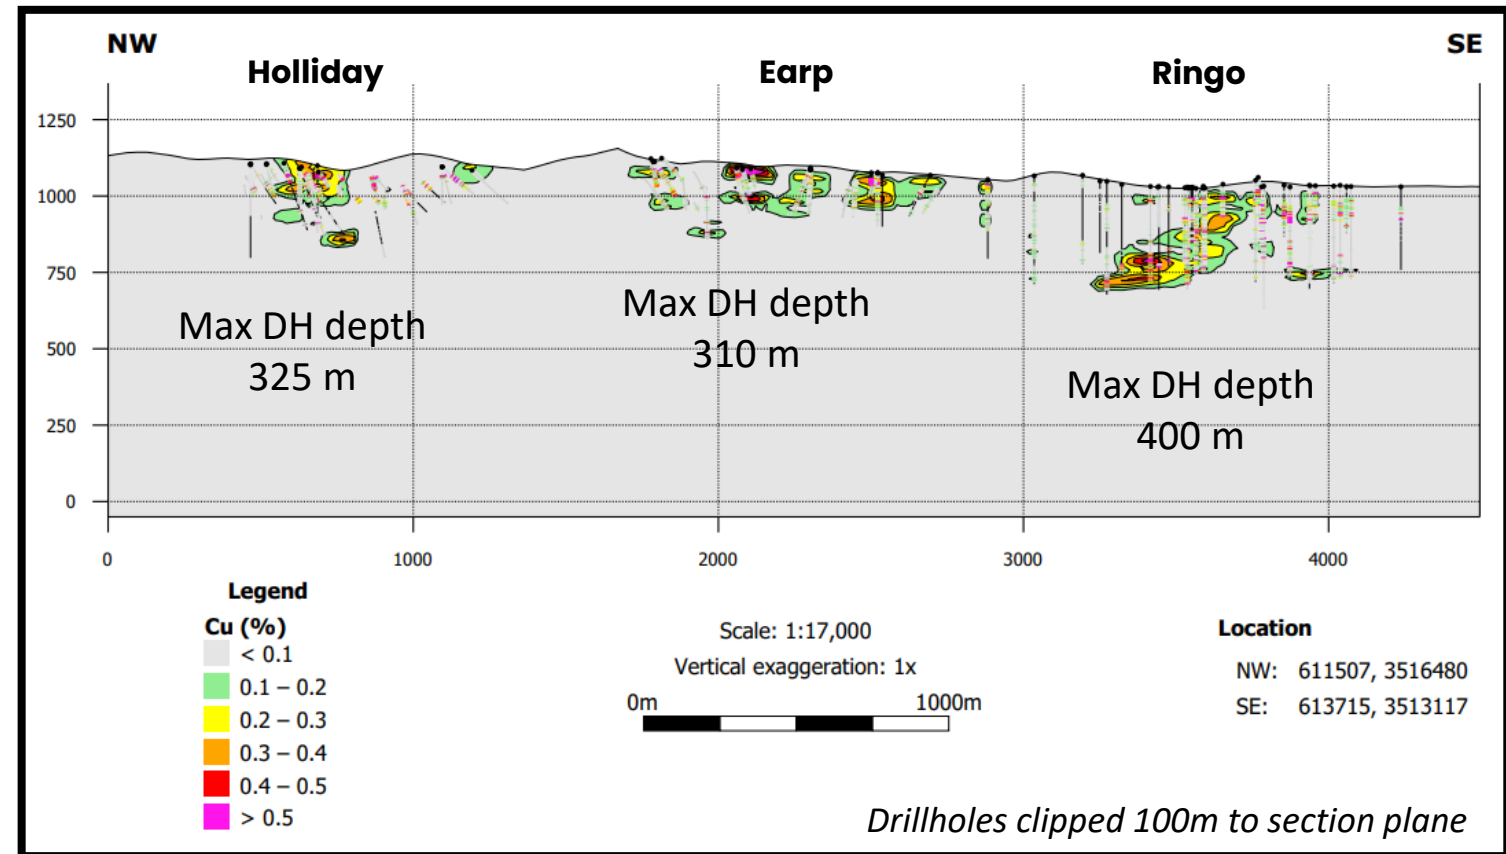 NW
SE
Holliday
Earp
Ringo
1250
1000
750
500
250
0
Max DH depth
325 m
Max DH depth
310 m
Max DH depth
400 m
0
1000
2000
3000
4000
Legend
Cu (%)
< 0.1
0.1 – 0.2
0.2 – 0.3
0.3 – 0.4
0.4 – 0.5
> 0.5
Scale: 1:17,000
Vertical exaggeration: 1x
0m
1000m
Location
NW: 611507, 3516480
SE: 613715, 3513117
Drillholes clipped 100m to section plane